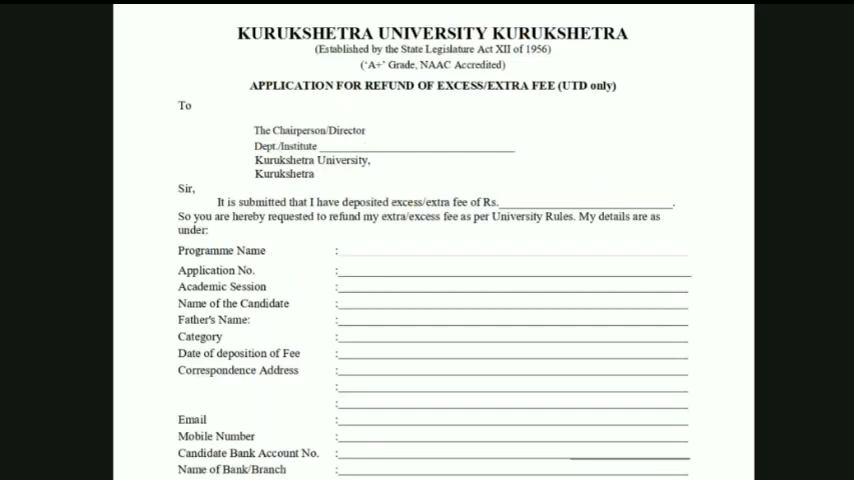 KURUKSHETRA UNIVERSITY KURUKSHETRA
(Established by the State Legislature Act XII of 1956)
('A+' Grade, NAAC Accredited)
APPLICATION FOR REFUND OF EXCESS/EXTRA FEE (UTD only)
To
The Chairperson/Director
Dept./Institute ______________________________
Kurukshetra University,
Kurukshetra
Sir,
It is submitted that I have deposited excess/extra fee of Rs.___________________________.
So you are hereby requested to refund my extra/excess fee as per University Rules. My details are as
under:
Programme Name :
Application No. :
Academic Session :
Name of the Candidate :
Father's Name: :
Category :
Date of deposition of Fee :
Correspondence Address :
:
:
Email :
Mobile Number :
Candidate Bank Account No. :
Name of Bank/Branch :